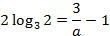 2 log₃ 2 = 3/a − 1